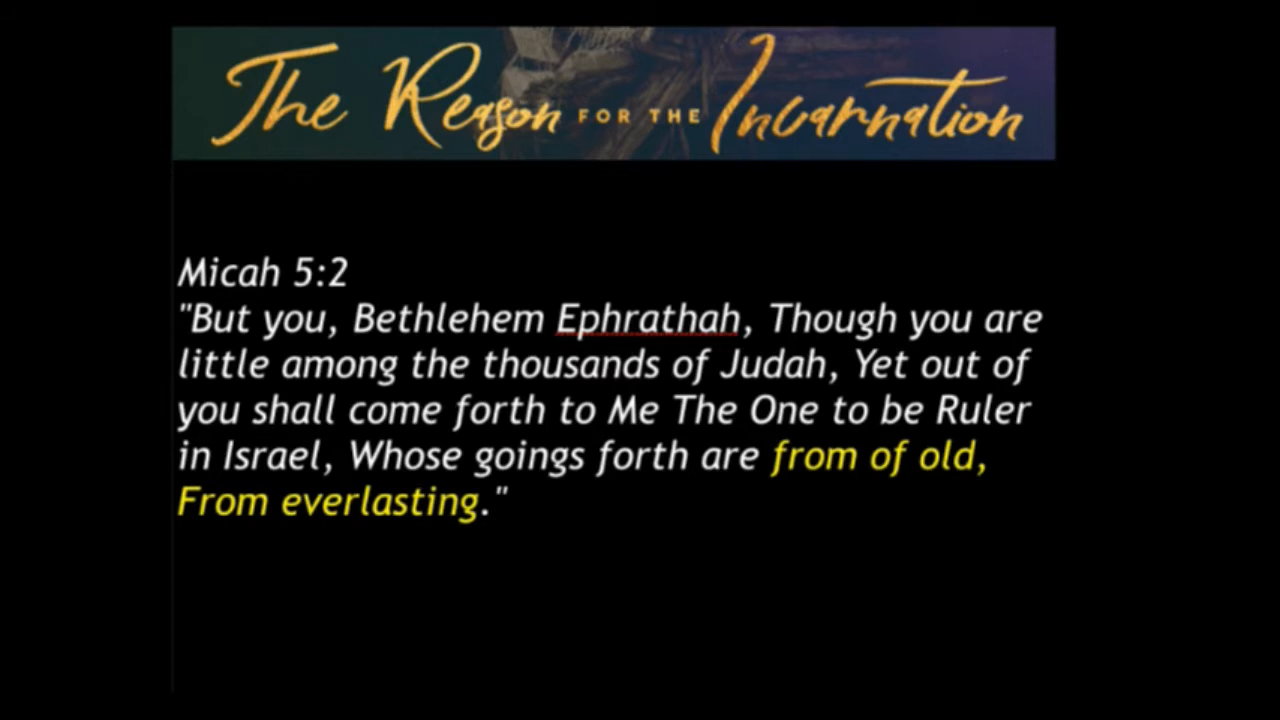 The Reason FOR THE Incarnation
Micah 5:2
"But you, Bethlehem Ephrathah, Though you are
little among the thousands of Judah, Yet out of
you shall come forth to Me The One to be Ruler
in Israel, Whose goings forth are from of old,
From everlasting."